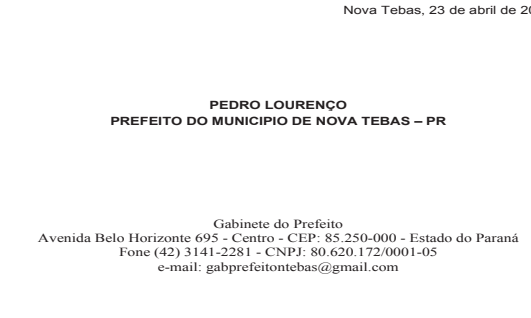 Nova Tebas, 23 de abril de
PEDRO LOURENÇO
PREFEITO DO MUNICIPIO DE NOVA TEBAS – PR
Gabinete do Prefeito
Avenida Belo Horizonte 695 - Centro - CEP: 85.250-000 - Estado do Paraná
Fone (42) 3141-2281 - CNPJ: 80.620.172/0001-05
e-mail: gabprefeitontebas@gmail.com